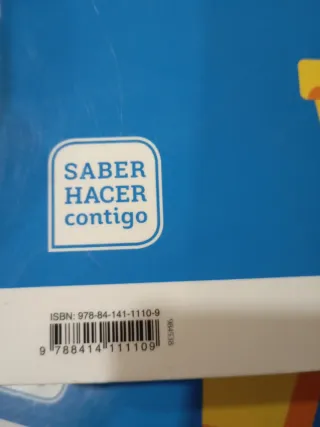 SABER
HACER
contigo
ISBN: 978-84-141-1110-9
9 788414 111109